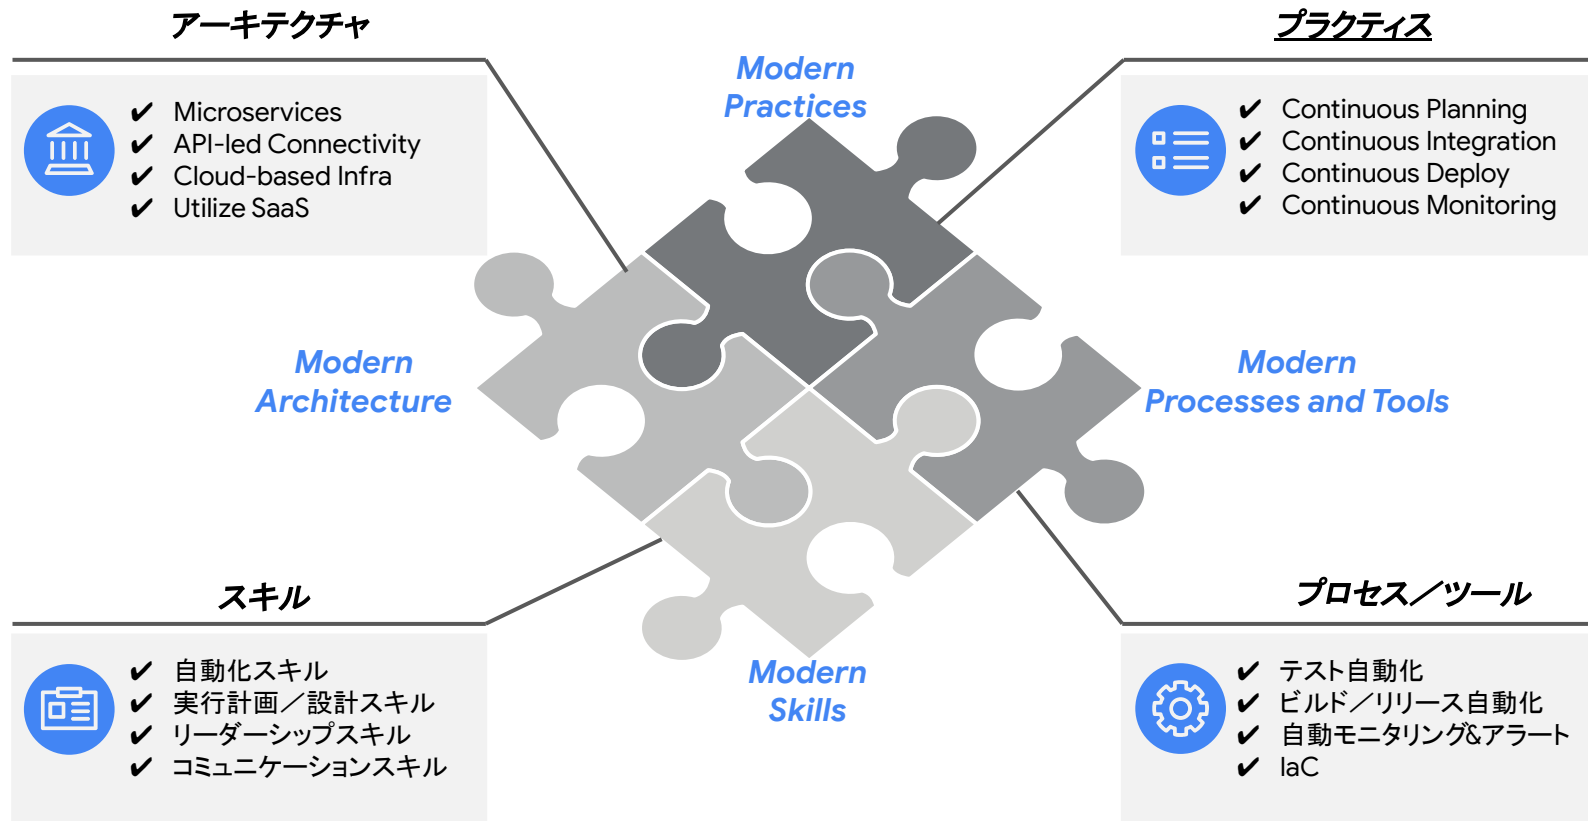 アーキテクチャ
✔ Microservices
✔ API-led Connectivity
✔ Cloud-based Infra
✔ Utilize SaaS
Modern
Practices
プラクティス
✔ Continuous Planning
✔ Continuous Integration
✔ Continuous Deploy
✔ Continuous Monitoring
Modern
Architecture
Modern
Processes and Tools
スキル
✔ 自動化スキル
✔ 実行計画／設計スキル
✔ リーダーシップスキル
✔ コミュニケーションスキル
Modern
Skills
プロセス／ツール
✔ テスト自動化
✔ ビルド／リリース自動化
✔ 自動モニタリング&アラート
✔ IaC